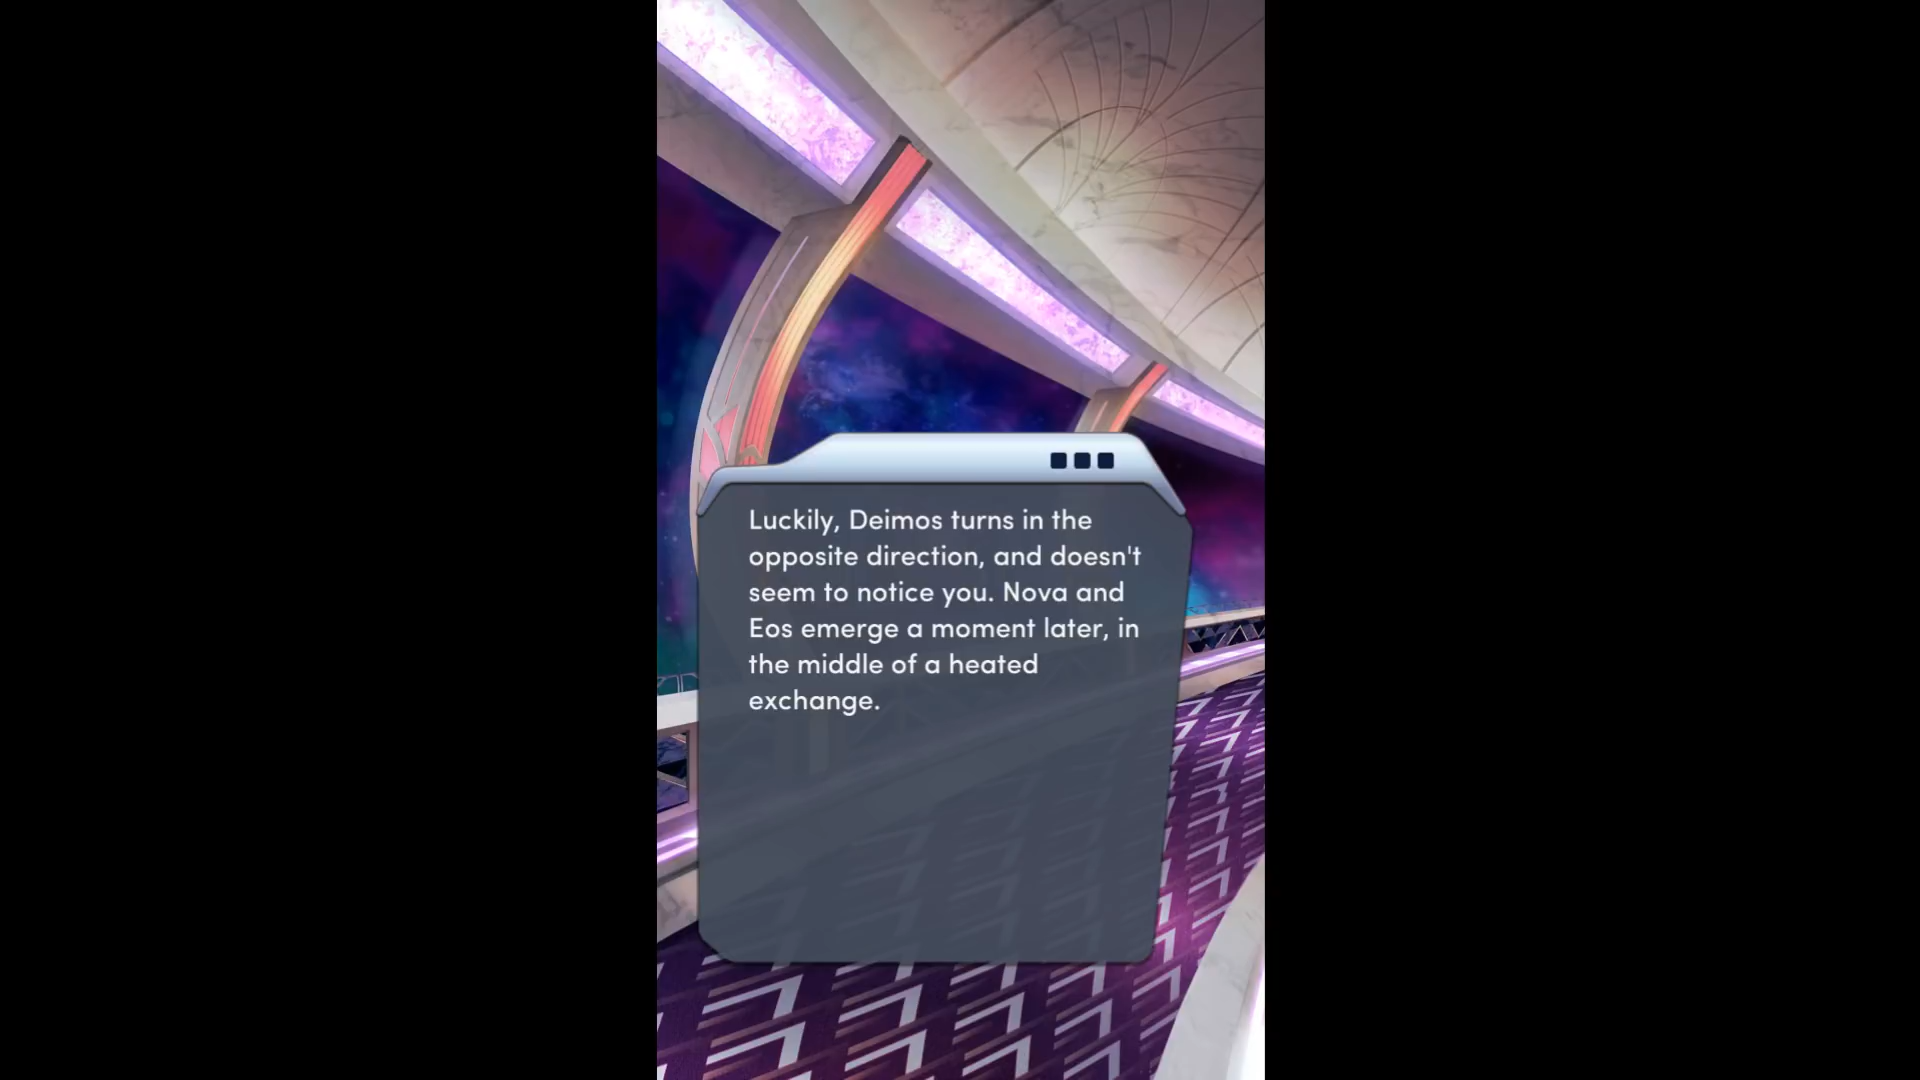 Luckily, Deimos turns in the
opposite direction, and doesn't
seem to notice you. Nova and
Eos emerge a moment later, in
the middle of a heated
exchange.